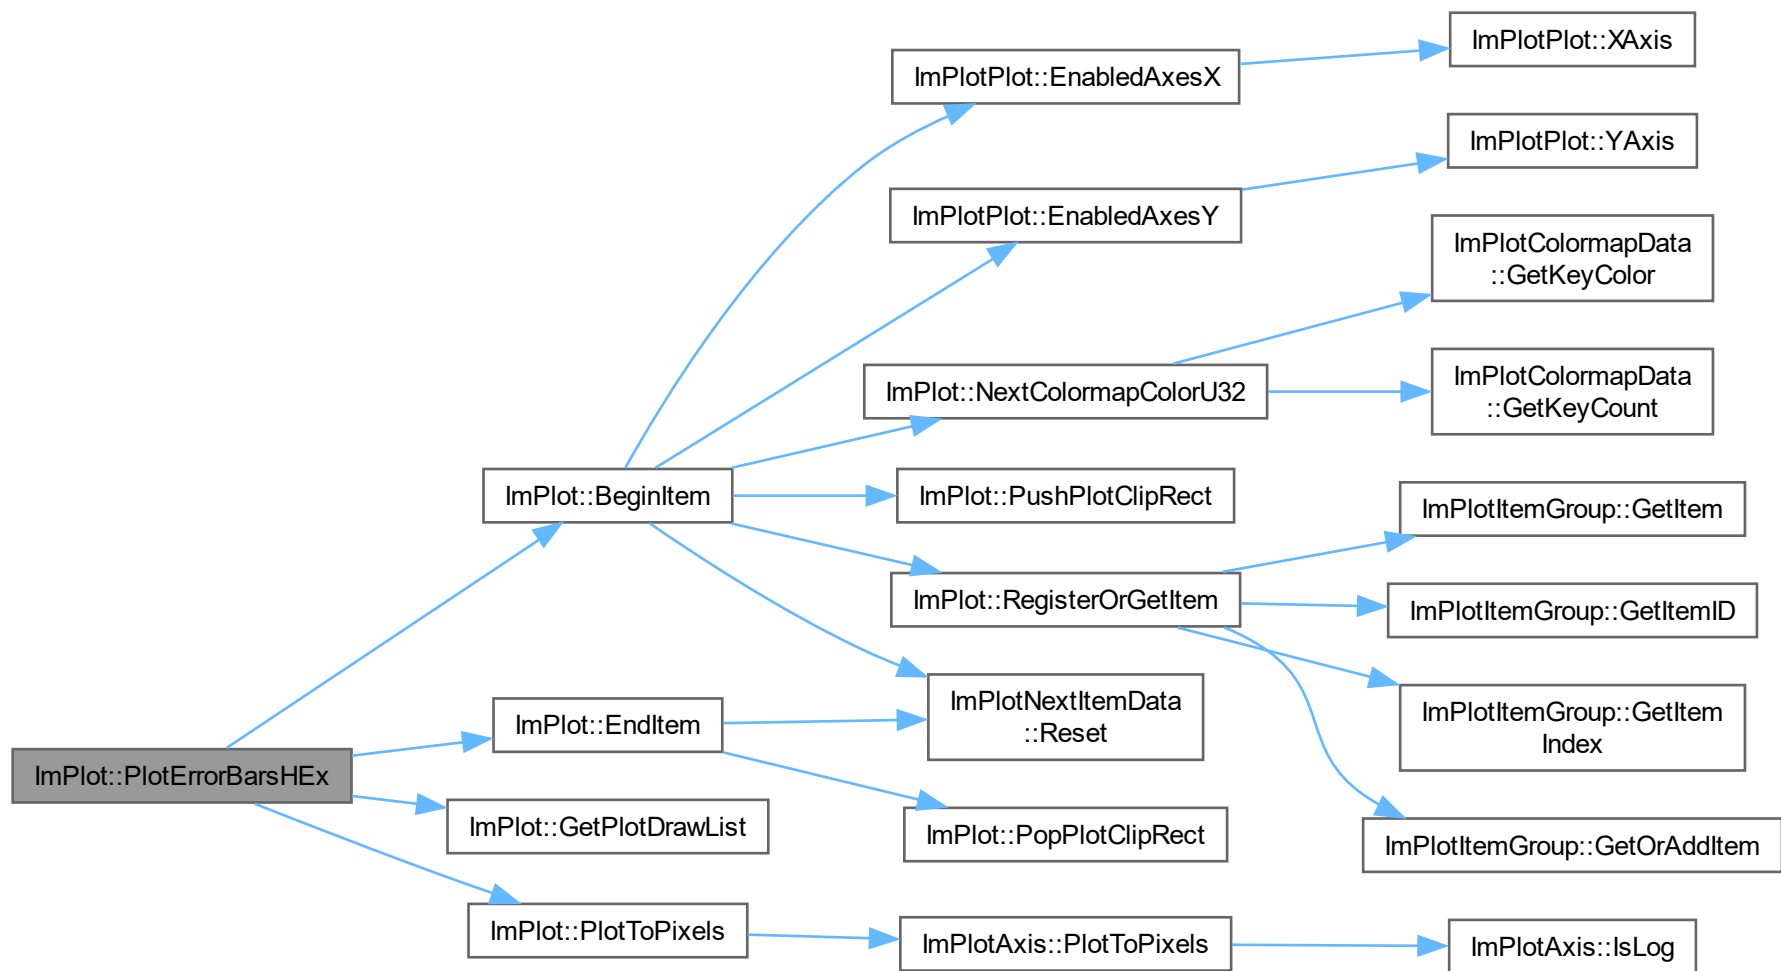 ImPlot::PlotErrorBarsHEx
ImPlot::BeginItem
ImPlot::EndItem
ImPlot::GetPlotDrawList
ImPlot::PlotToPixels
ImPlotPlot::EnabledAxesX
ImPlotPlot::EnabledAxesY
ImPlot::NextColormapColorU32
ImPlot::PushPlotClipRect
ImPlot::RegisterOrGetItem
ImPlotNextItemData
::Reset
ImPlot::PopPlotClipRect
ImPlotAxis::PlotToPixels
ImPlotPlot::XAxis
ImPlotPlot::YAxis
ImPlotColormapData
::GetKeyColor
ImPlotColormapData
::GetKeyCount
ImPlotItemGroup::GetItem
ImPlotItemGroup::GetItemID
ImPlotItemGroup::GetItem
Index
ImPlotItemGroup::GetOrAddItem
ImPlotAxis::IsLog